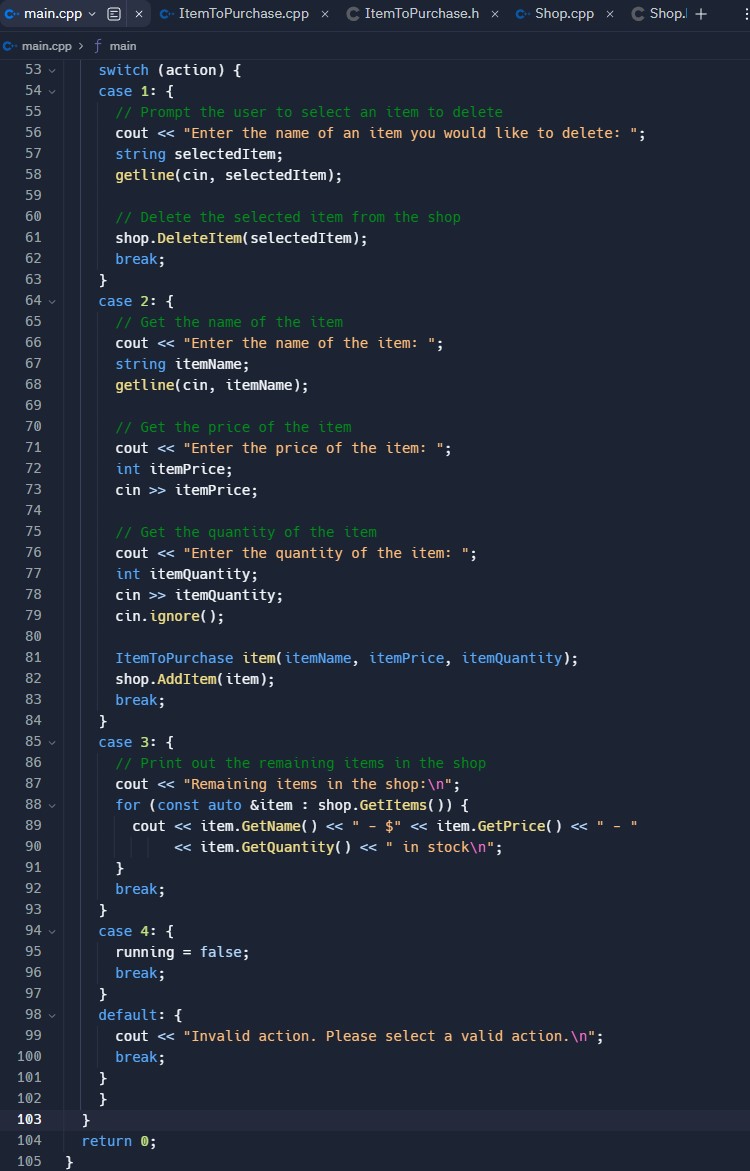 main.cpp × ItemToPurchase.cpp × ItemToPurchase.h × Shop.cpp × Shop. +
main.cpp > f main
53 switch (action) {
54 case 1: {
55 // Prompt the user to select an item to delete
56 cout << "Enter the name of an item you would like to delete: ";
57 string selectedItem;
58 getline(cin, selectedItem);
59
60 // Delete the selected item from the shop
61 shop.DeleteItem(selectedItem);
62 break;
63 }
64 case 2: {
65 // Get the name of the item
66 cout << "Enter the name of the item: ";
67 string itemName;
68 getline(cin, itemName);
69
70 // Get the price of the item
71 cout << "Enter the price of the item: ";
72 int itemPrice;
73 cin >> itemPrice;
74
75 // Get the quantity of the item
76 cout << "Enter the quantity of the item: ";
77 int itemQuantity;
78 cin >> itemQuantity;
79 cin.ignore();
80
81 ItemToPurchase item(itemName, itemPrice, itemQuantity);
82 shop.AddItem(item);
83 break;
84 }
85 case 3: {
86 // Print out the remaining items in the shop
87 cout << "Remaining items in the shop:\n";
88 for (const auto &item : shop.GetItems()) {
89 cout << item.GetName() << " - $" << item.GetPrice() << " - "
90 << item.GetQuantity() << " in stock\n";
91 }
92 break;
93 }
94 case 4: {
95 running = false;
96 break;
97 }
98 default: {
99 cout << "Invalid action. Please select a valid action.\n";
100 break;
101 }
102 }
103 }
104 return 0;
105 }